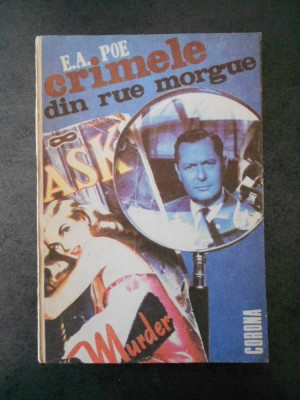 E.A. POE
crimele
din rue morgue
ASK
Murder
CORONA